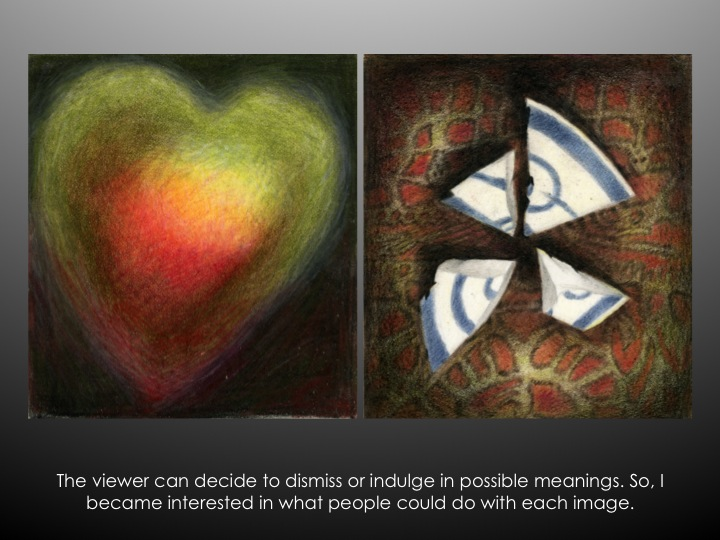 The viewer can decide to dismiss or indulge in possible meanings. So, I
became interested in what people could do with each image.